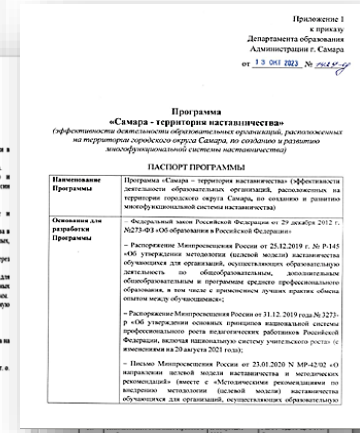 Приложение 1
к приказу
Департамента образования
Администрации г. Самара
от 13 ОКТ 2023 №
Программа
«Самара - территория наставничества»
(эффективности деятельности образовательных организаций, расположенных
на территории городского округа Самара, по созданию и развитию
многофункциональной системы наставничества)
ПАСПОРТ ПРОГРАММЫ
Наименование Программы
Программа «Самара – территория наставничества» (эффективности
деятельности образовательных организаций, расположенных на
территории городского округа Самара, по созданию и развитию
многофункциональной системы наставничества)
Основания для разработки Программы
– Федеральный закон Российской Федерации от 29 декабря 2012 г.
№273-ФЗ «Об образовании в Российской Федерации»
– Распоряжение Минпросвещения России от 25.12.2019 г. № Р-145
«Об утверждении методологии (целевой модели) наставничества
обучающихся для организаций, осуществляющих образовательную
деятельность по общеобразовательным, дополнительным
общеобразовательным и программам среднего профессионального
образования, в том числе с применением лучших практик обмена
опытом между обучающимися»;
– Распоряжение Минпросвещения России от 31.12. 2019 года № 3273-
р «Об утверждении основных принципов национальной системы
профессионального роста педагогических работников Российской
Федерации, включая национальную систему учительского роста» (с
изменениями на 20 августа 2021 года);
– Письмо Минпросвещения России от 23.01.2020 N МР-42/02 «О
направлении целевой модели наставничества и методических
рекомендаций» (вместе с «Методическими рекомендациями по
внедрению методологии (целевой модели) наставничества
обучающихся для организаций, осуществляющих образовательную